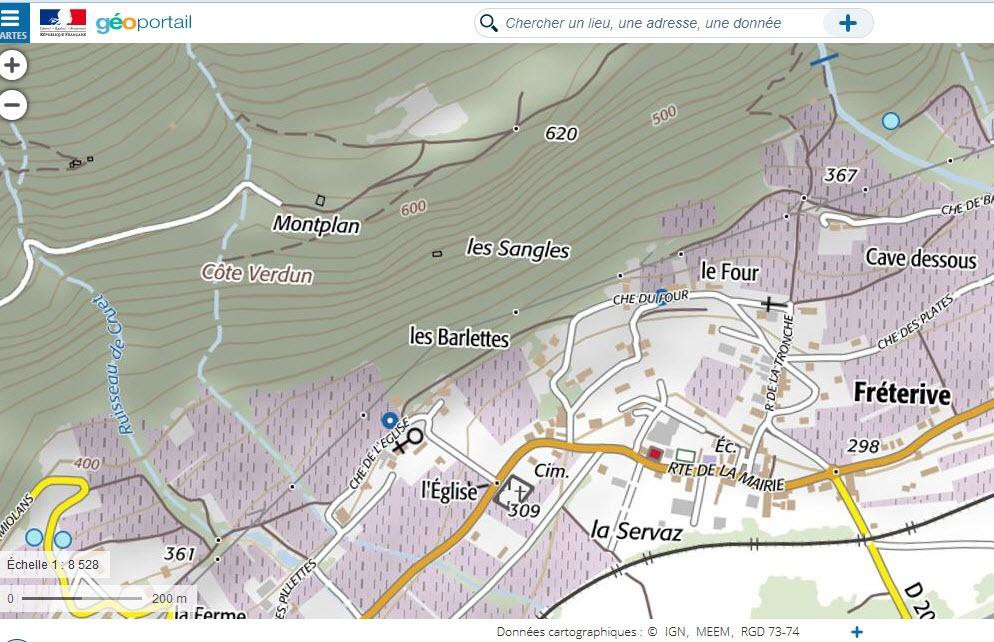 ARTES
RÉPUBLIQUE FRANÇAISE
géoportail
Chercher un lieu, une adresse, une donnée
+
+
−
620
500
367
CHE DE BA
Montplan
600
les Sangles
Cave dessous
Côte Verdun
le Four
CHE DU FOUR
Ruisseau de Cruet
les Barlettes
R DE LA TRONCHE
CHE DES PLATES
Fréterive
CHE DE L'ÉGLISE
Éc.
298
400
Cim.
RTE DE LA MAIRIE
l'Église
309
MIOLANS
la Servaz
361
Échelle 1 : 8 528
ES PILLETTES
D 20
0
200 m
la Ferme
Données cartographiques : © IGN, MEEM, RGD 73-74
+